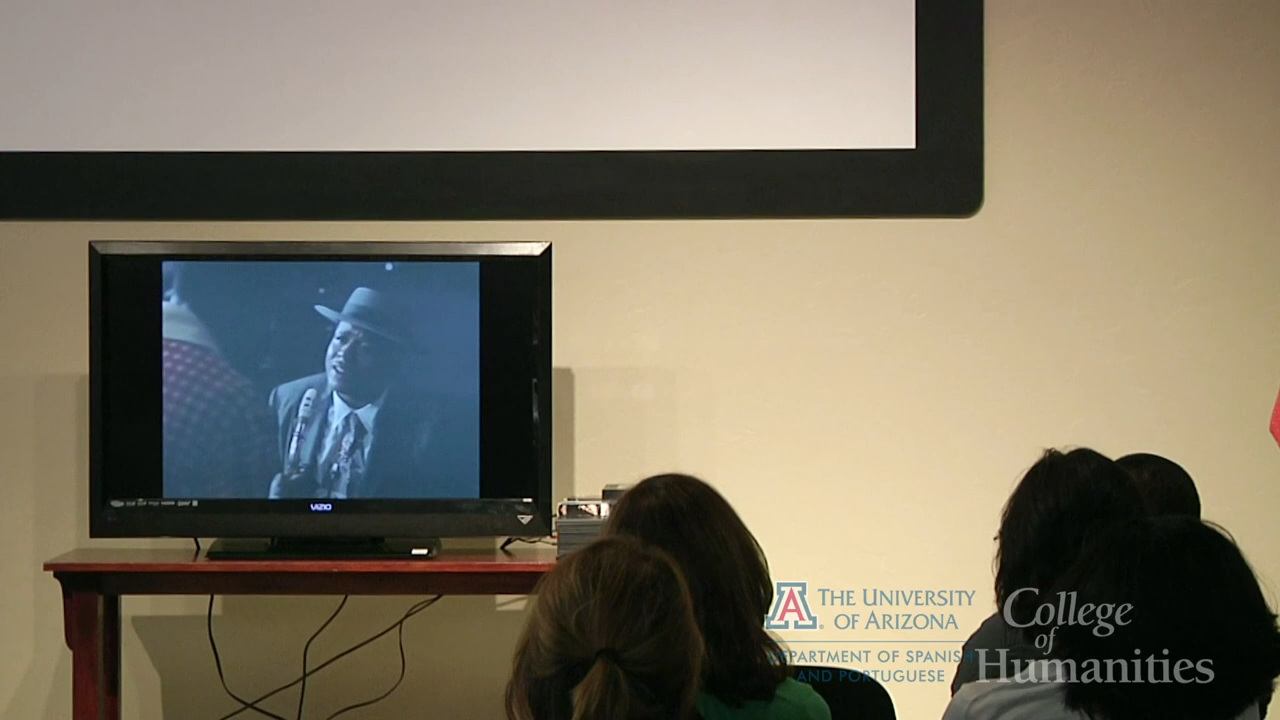 VIZIO
A
THE UNIVERSITY
OF ARIZONA
DEPARTMENT OF SPANISH
AND PORTUGUESE
College
of
Humanities